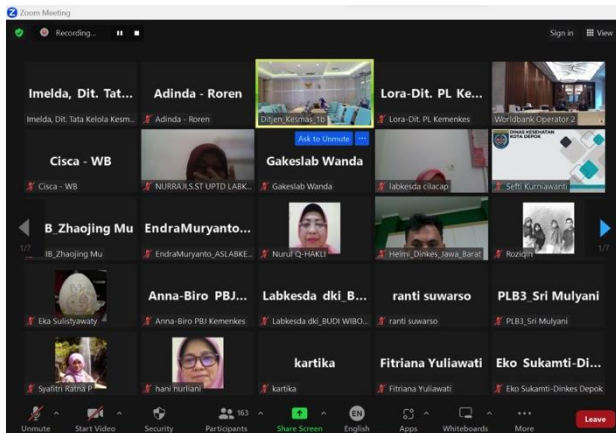 Zoom Meeting
Recording...
Sign in
View
Imelda, Dit. Tat...
Imelda, Dit. Tata Kelola Kesm...
Adinda - Roren
Adinda - Roren
Ditjen_Kesmas_1b
Lora-Dit. PL Ke...
Lora-Dit. PL Kemenkes
Worldbank Operator 2
Cisca - WB
Cisca - WB
NURRAJI,S.ST UPTD LABK...
Ask to Unmute
Gakeslab Wanda
Gakeslab Wanda
labkesda cilacap
DINAS KESEHATAN
KOTA DEPOK
Sefti Kurniawanti
B_Zhaojing Mu
IB_Zhaojing Mu
EndraMuryanto...
EndraMuryanto_ASLABKE...
Nurul Q-HAKLI
Helmi_Dinkes_Jawa_Barat
Roziqin
1/7
1/7
Eka Sulistyawaty
Anna-Biro PBJ...
Anna-Biro PBJ Kemenkes
Labkesda dki_B...
Labkesda dki_BUDI WIBO...
ranti suwarso
ranti suwarso
PLB3_Sri Mulyani
PLB3_Sri Mulyani
Syafitri Ratna P
hani nurliani
kartika
kartika
Fitriana Yuliawati
Fitriana Yuliawati
Eko Sukamti-Di...
Eko Sukamti-Dinkes Depok
Unmute
Start Video
Security
163
Participants
Share Screen
EN
English
Apps
Whiteboards
More
Leave